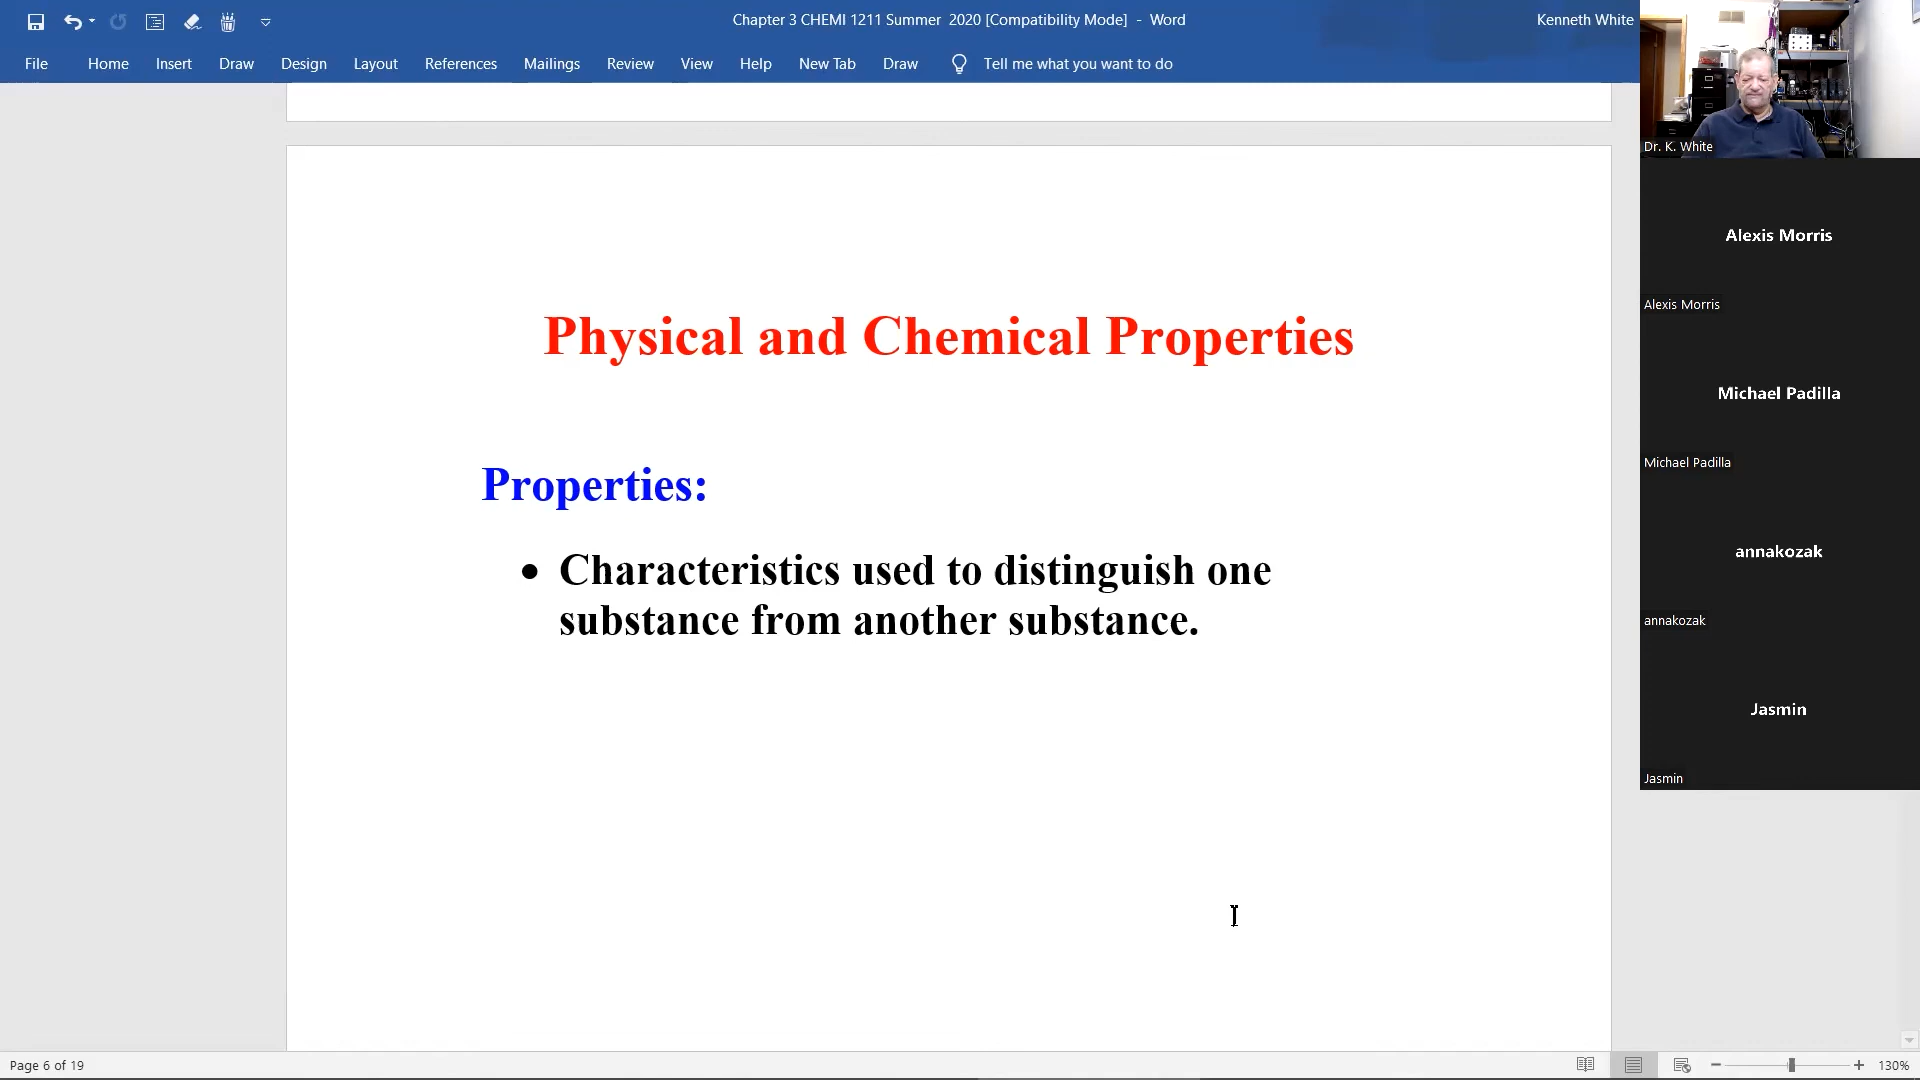 Chapter 3 CHEMI 1211 Summer  2020 [Compatibility Mode]  -  Word
Kenneth White
File Home Insert Draw Design Layout References Mailings Review View Help New Tab Draw Tell me what you want to do
Dr. K. White
Physical and Chemical Properties
Properties:
• Characteristics used to distinguish one
substance from another substance.
Alexis Morris
Alexis Morris
Michael Padilla
Michael Padilla
annakozak
annakozak
Jasmin
Jasmin
Page 6 of 19
130%